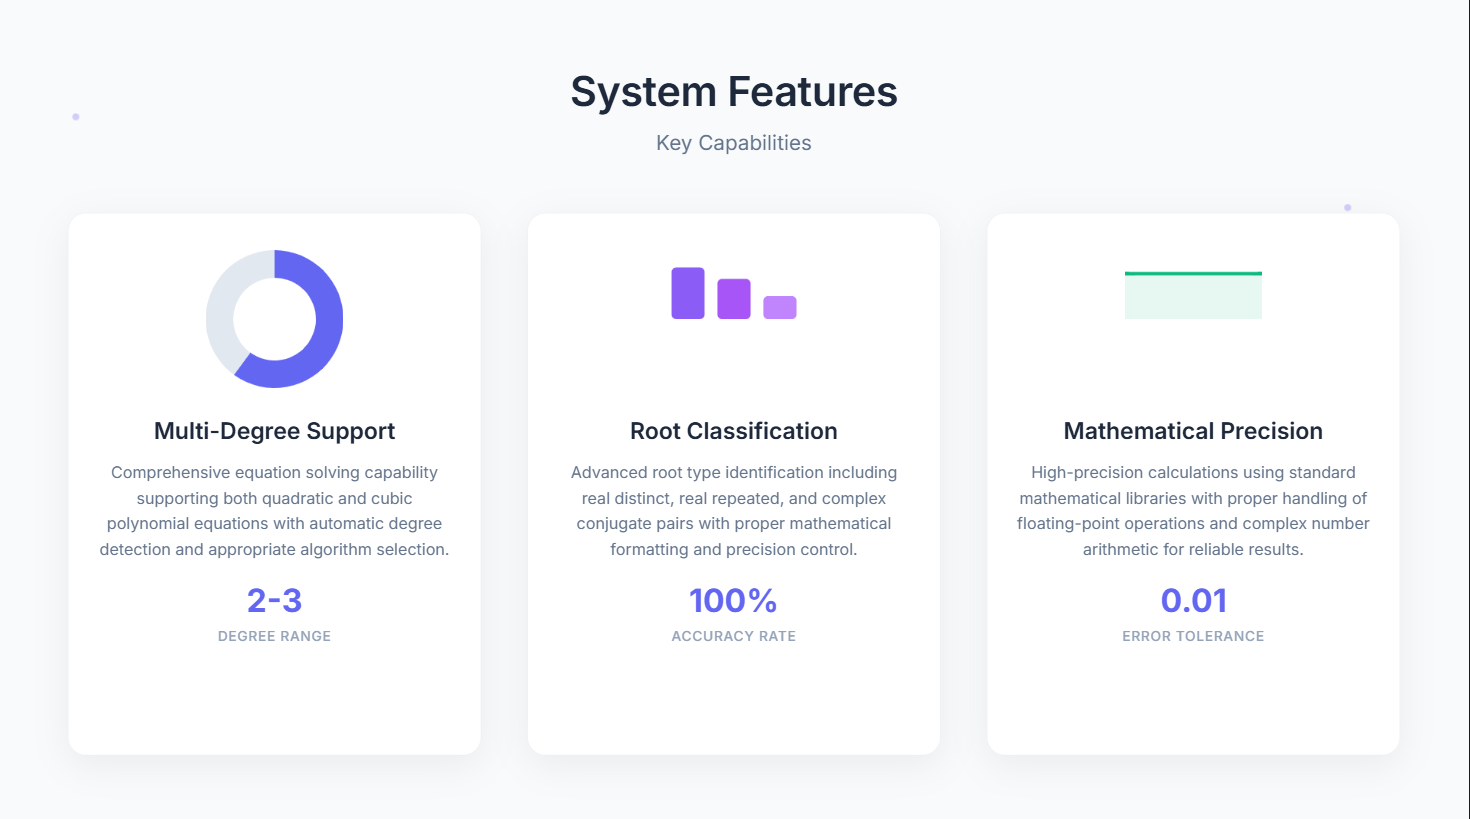 System Features
Key Capabilities
Multi-Degree Support
Comprehensive equation solving capability
supporting both quadratic and cubic
polynomial equations with automatic degree
detection and appropriate algorithm selection.
2-3
DEGREE RANGE
Root Classification
Advanced root type identification including
real distinct, real repeated, and complex
conjugate pairs with proper mathematical
formatting and precision control.
100%
ACCURACY RATE
Mathematical Precision
High-precision calculations using standard
mathematical libraries with proper handling of
floating-point operations and complex number
arithmetic for reliable results.
0.01
ERROR TOLERANCE